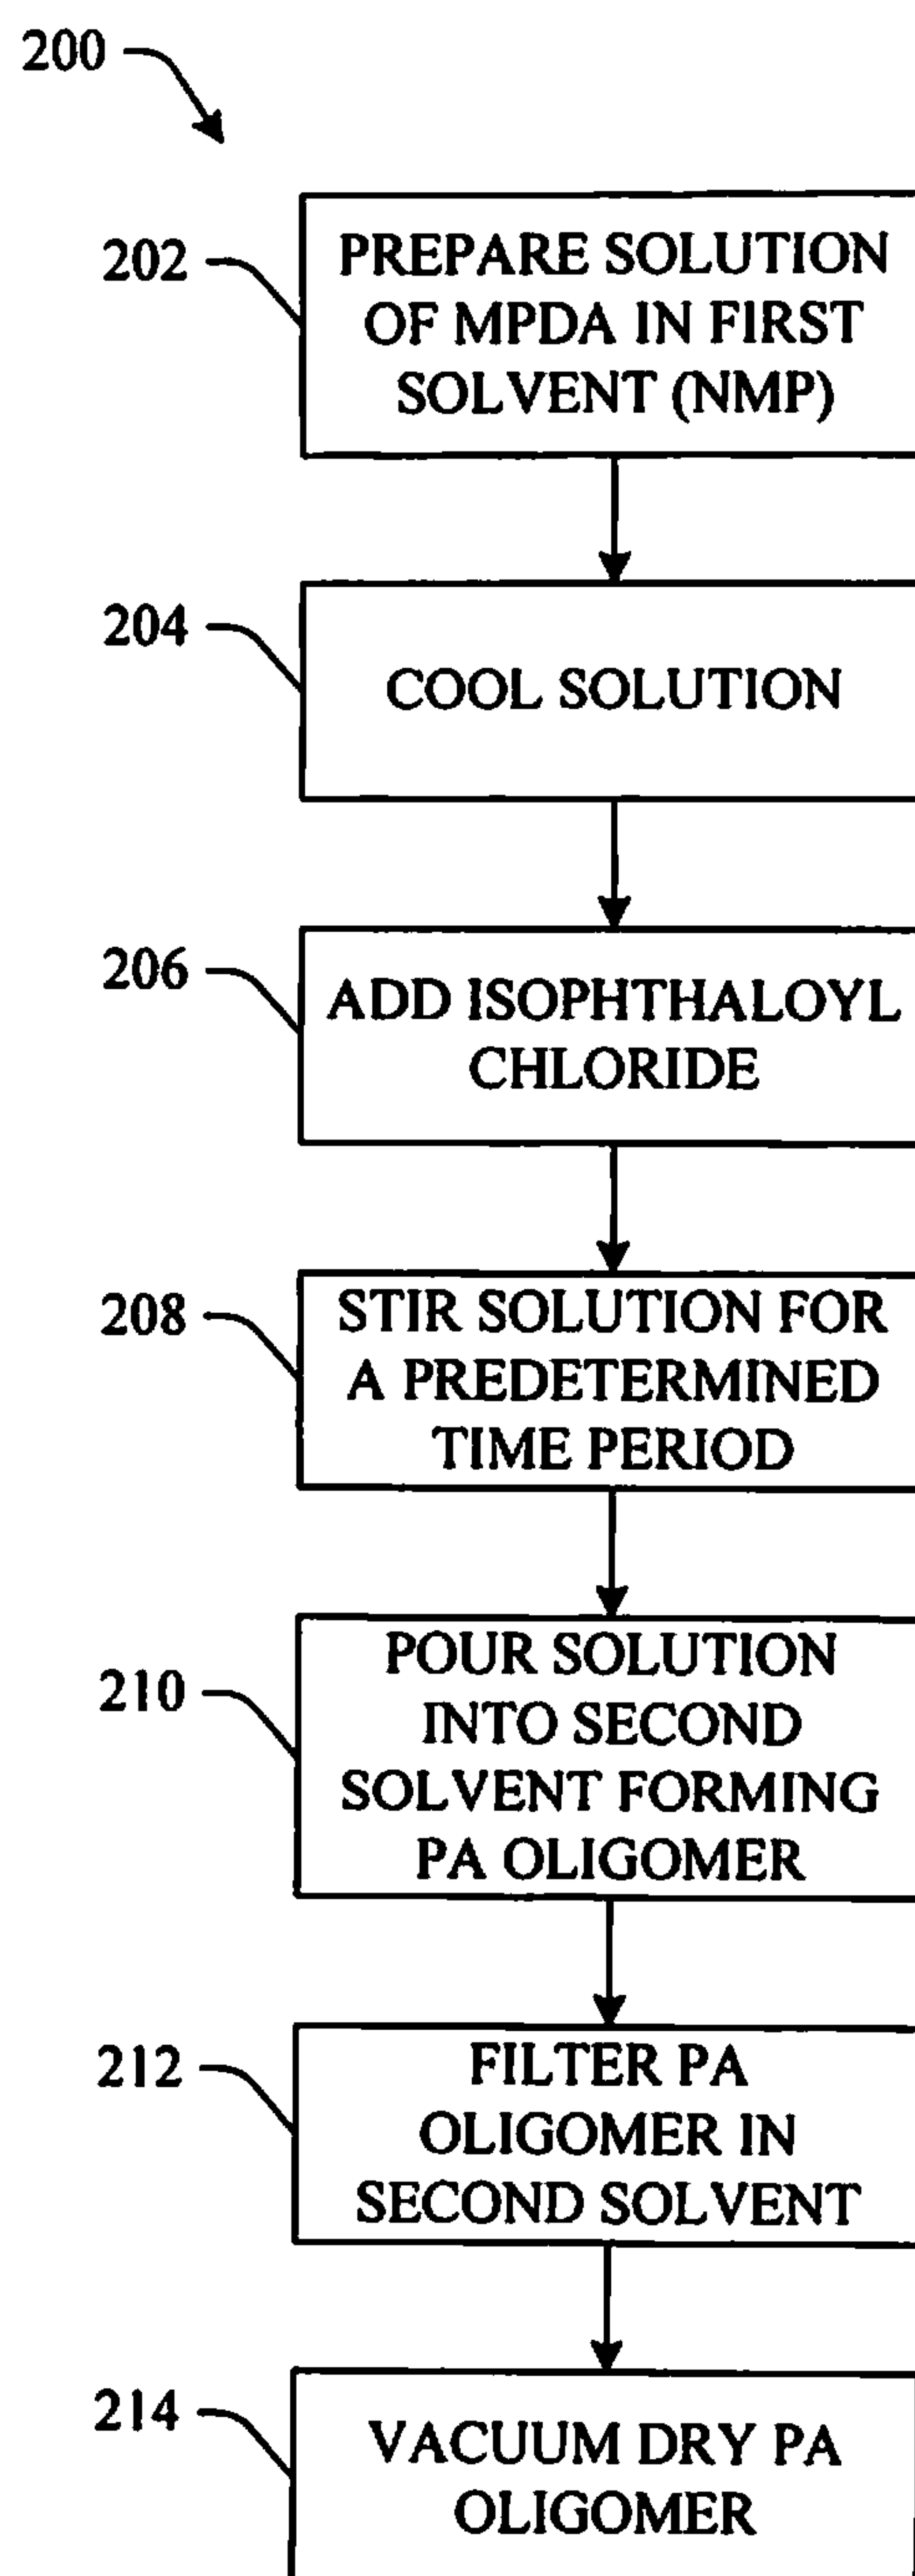 200
202
PREPARE SOLUTION
OF MPDA IN FIRST
SOLVENT (NMP)
204
COOL SOLUTION
206
ADD ISOPHTHALOYL
CHLORIDE
208
STIR SOLUTION FOR
A PREDETERMINED
TIME PERIOD
210
POUR SOLUTION
INTO SECOND
SOLVENT FORMING
PA OLIGOMER
212
FILTER PA
OLIGOMER IN
SECOND SOLVENT
214
VACUUM DRY PA
OLIGOMER